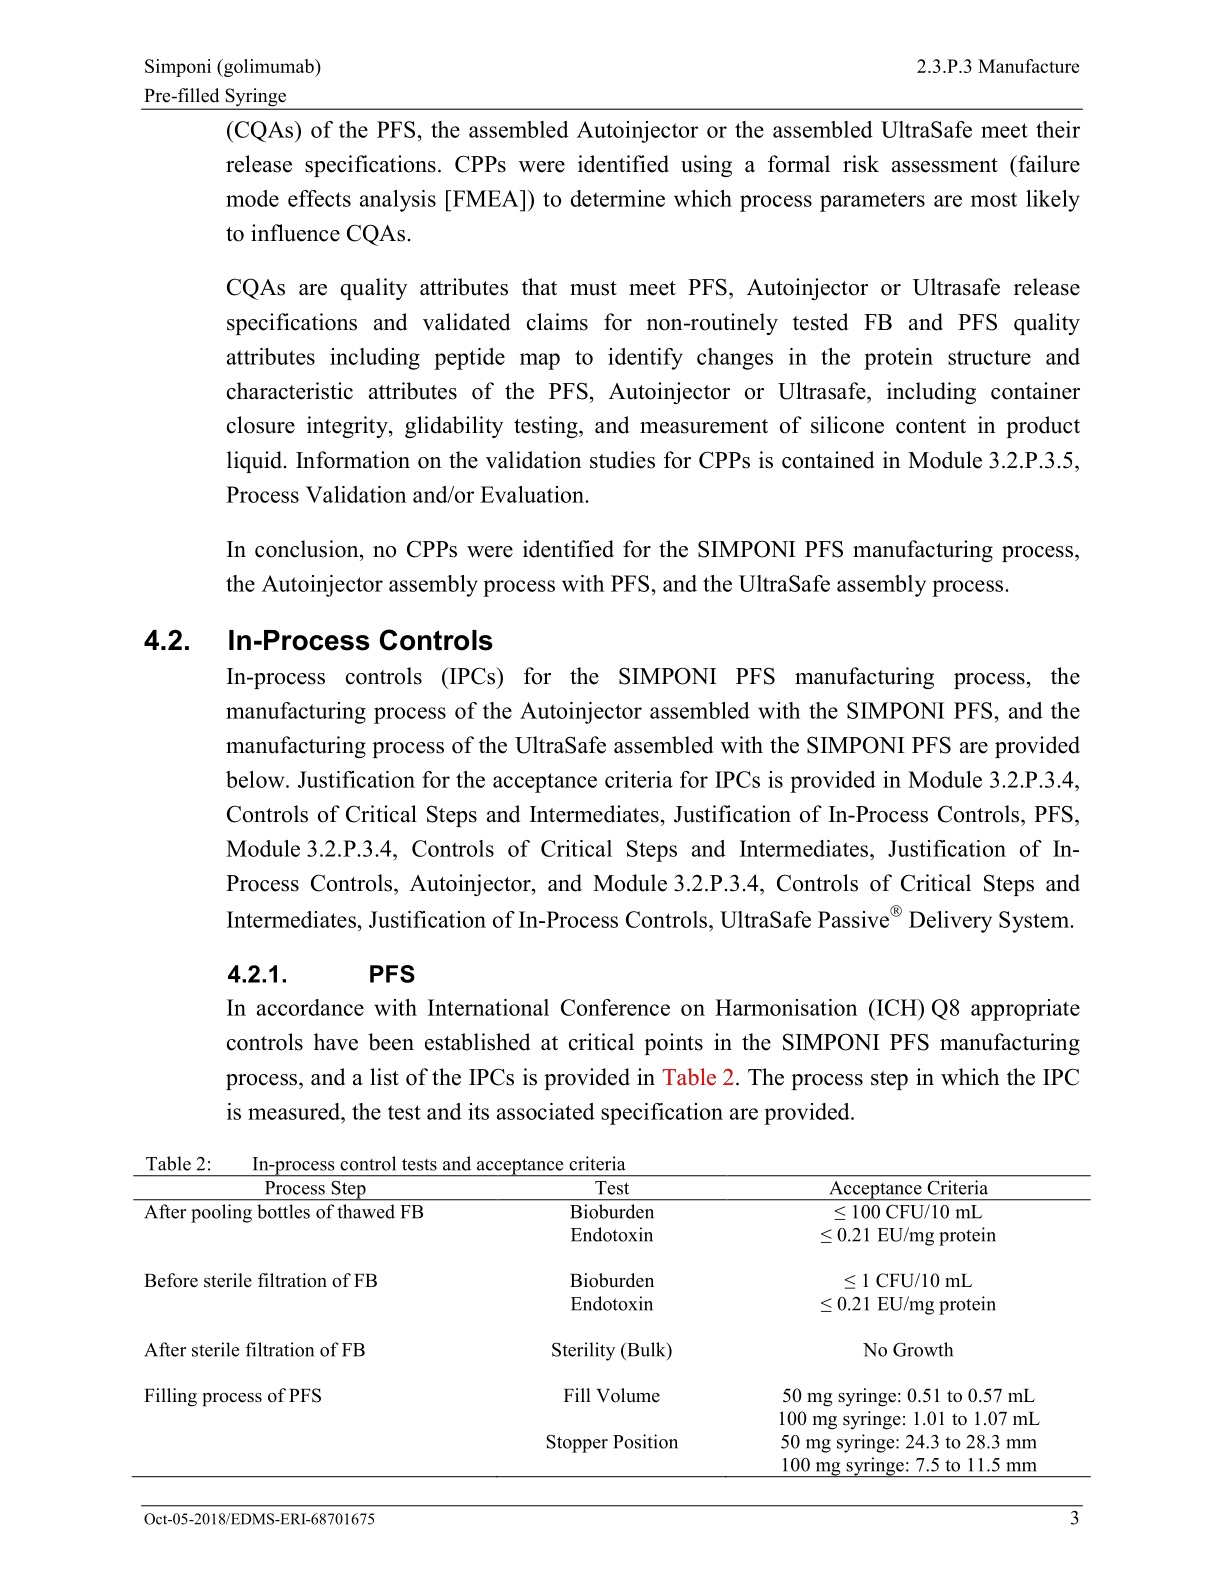 Simponi (golimumab) 2.3.P.3 Manufacture
Pre-filled Syringe
(CQAs) of the PFS, the assembled Autoinjector or the assembled UltraSafe meet their
release specifications. CPPs were identified using a formal risk assessment (failure
mode effects analysis [FMEA]) to determine which process parameters are most likely
to influence CQAs.
CQAs are quality attributes that must meet PFS, Autoinjector or Ultrasafe release
specifications and validated claims for non-routinely tested FB and PFS quality
attributes including peptide map to identify changes in the protein structure and
characteristic attributes of the PFS, Autoinjector or Ultrasafe, including container
closure integrity, glidability testing, and measurement of silicone content in product
liquid. Information on the validation studies for CPPs is contained in Module 3.2.P.3.5,
Process Validation and/or Evaluation.
In conclusion, no CPPs were identified for the SIMPONI PFS manufacturing process,
the Autoinjector assembly process with PFS, and the UltraSafe assembly process.
4.2. In-Process Controls
In-process controls (IPCs) for the SIMPONI PFS manufacturing process, the
manufacturing process of the Autoinjector assembled with the SIMPONI PFS, and the
manufacturing process of the UltraSafe assembled with the SIMPONI PFS are provided
below. Justification for the acceptance criteria for IPCs is provided in Module 3.2.P.3.4,
Controls of Critical Steps and Intermediates, Justification of In-Process Controls, PFS,
Module 3.2.P.3.4, Controls of Critical Steps and Intermediates, Justification of In-
Process Controls, Autoinjector, and Module 3.2.P.3.4, Controls of Critical Steps and
Intermediates, Justification of In-Process Controls, UltraSafe Passive® Delivery System.
4.2.1. PFS
In accordance with International Conference on Harmonisation (ICH) Q8 appropriate
controls have been established at critical points in the SIMPONI PFS manufacturing
process, and a list of the IPCs is provided in Table 2. The process step in which the IPC
is measured, the test and its associated specification are provided.
Table 2: In-process control tests and acceptance criteria
Process Step Test Acceptance Criteria
After pooling bottles of thawed FB Bioburden ≤ 100 CFU/10 mL
Endotoxin ≤ 0.21 EU/mg protein
Before sterile filtration of FB Bioburden ≤ 1 CFU/10 mL
Endotoxin ≤ 0.21 EU/mg protein
After sterile filtration of FB Sterility (Bulk) No Growth
Filling process of PFS Fill Volume 50 mg syringe: 0.51 to 0.57 mL
100 mg syringe: 1.01 to 1.07 mL
Stopper Position 50 mg syringe: 24.3 to 28.3 mm
100 mg syringe: 7.5 to 11.5 mm
Oct-05-2018/EDMS-ERI-68701675 3